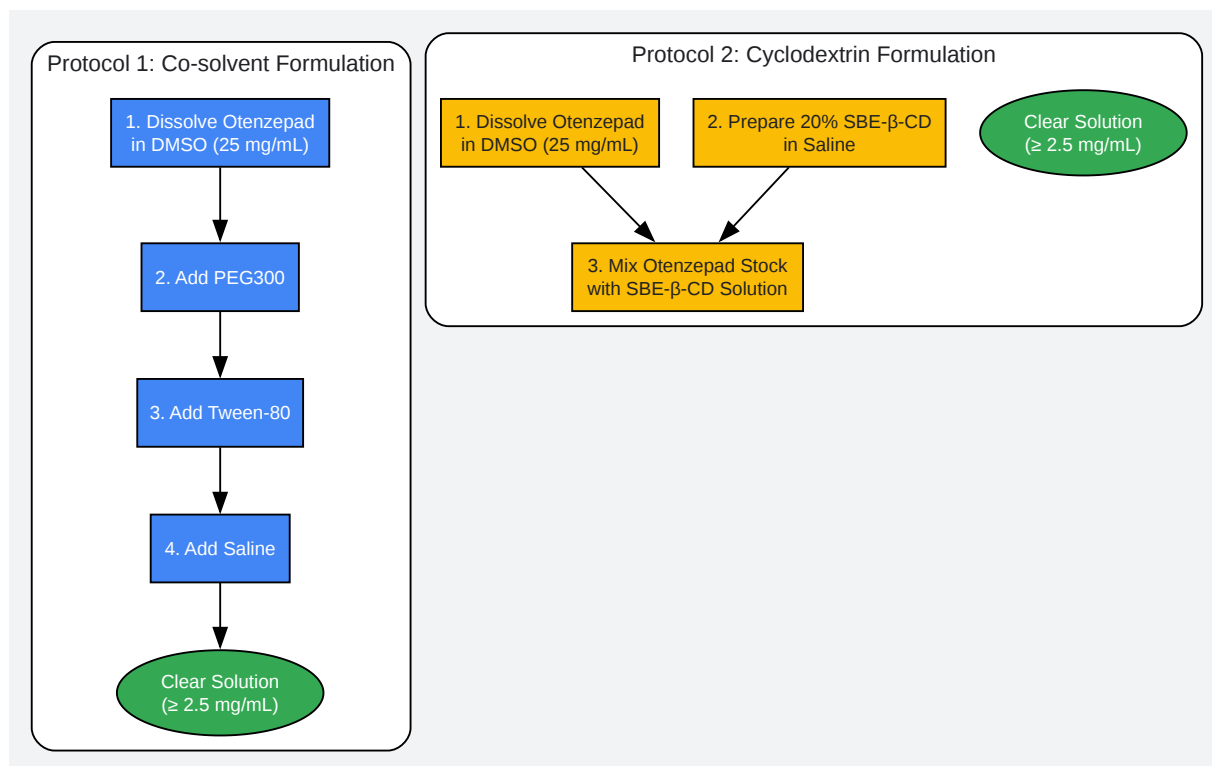 Protocol 1: Co-solvent Formulation
1. Dissolve Otenzepad
in DMSO (25 mg/mL)
2. Add PEG300
3. Add Tween-80
4. Add Saline
Clear Solution
(≥ 2.5 mg/mL)
Protocol 2: Cyclodextrin Formulation
1. Dissolve Otenzepad
in DMSO (25 mg/mL)
2. Prepare 20% SBE-β-CD
in Saline
Clear Solution
(≥ 2.5 mg/mL)
3. Mix Otenzepad Stock
with SBE-β-CD Solution